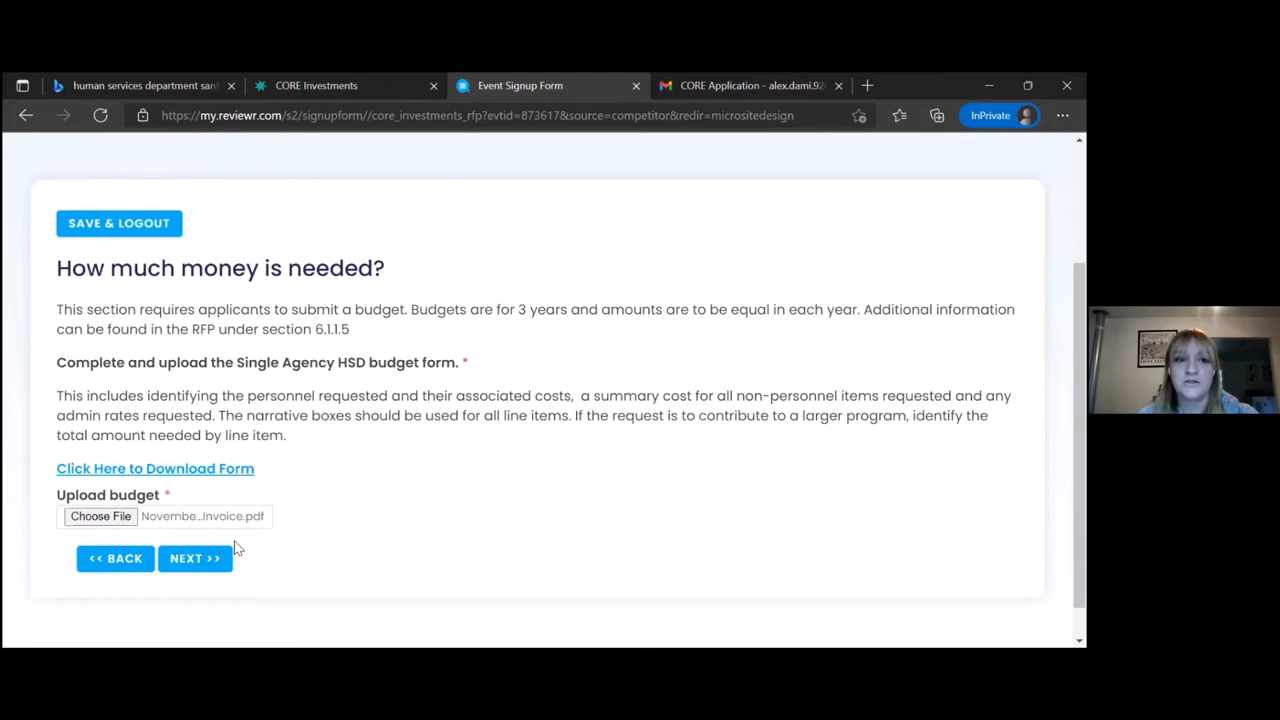 human services department sant
CORE Investments
Event Signup Form
CORE Application - alex.dami.92
https://my.reviewr.com/s2/signupform//core_investments_rfp?evtid=873617&source=competitor&redir=micrositedesign
InPrivate
SAVE & LOGOUT
How much money is needed?
This section requires applicants to submit a budget. Budgets are for 3 years and amounts are to be equal in each year. Additional information
can be found in the RFP under section 6.1.1.5
Complete and upload the Single Agency HSD budget form. *
This includes identifying the personnel requested and their associated costs, a summary cost for all non-personnel items requested and any
admin rates requested. The narrative boxes should be used for all line items. If the request is to contribute to a larger program, identify the
total amount needed by line item.
Click Here to Download Form
Upload budget *
Choose File Novembe...Invoice.pdf
<< BACK NEXT >>